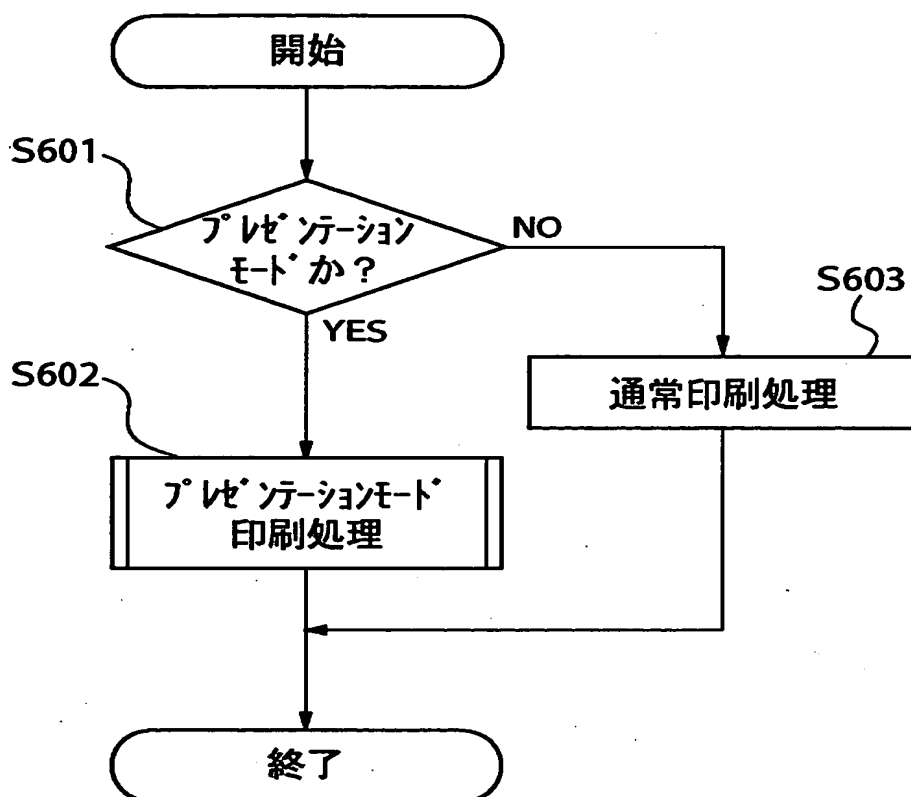 開始
S601
プレゼンテーション
モードか？
NO
YES
S603
通常印刷処理
S602
プレゼンテーションモード
印刷処理
終了